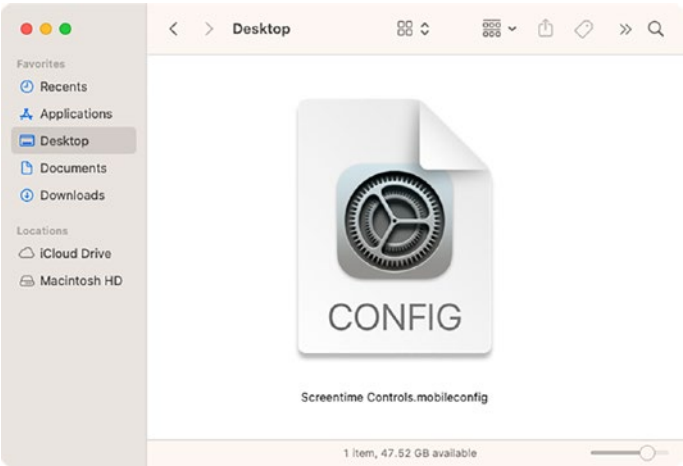 Desktop
Favorites
Recents
Applications
Desktop
Documents
Downloads
Locations
iCloud Drive
Macintosh HD
CONFIG
Screentime Controls.mobileconfig
1 item, 47.52 GB available